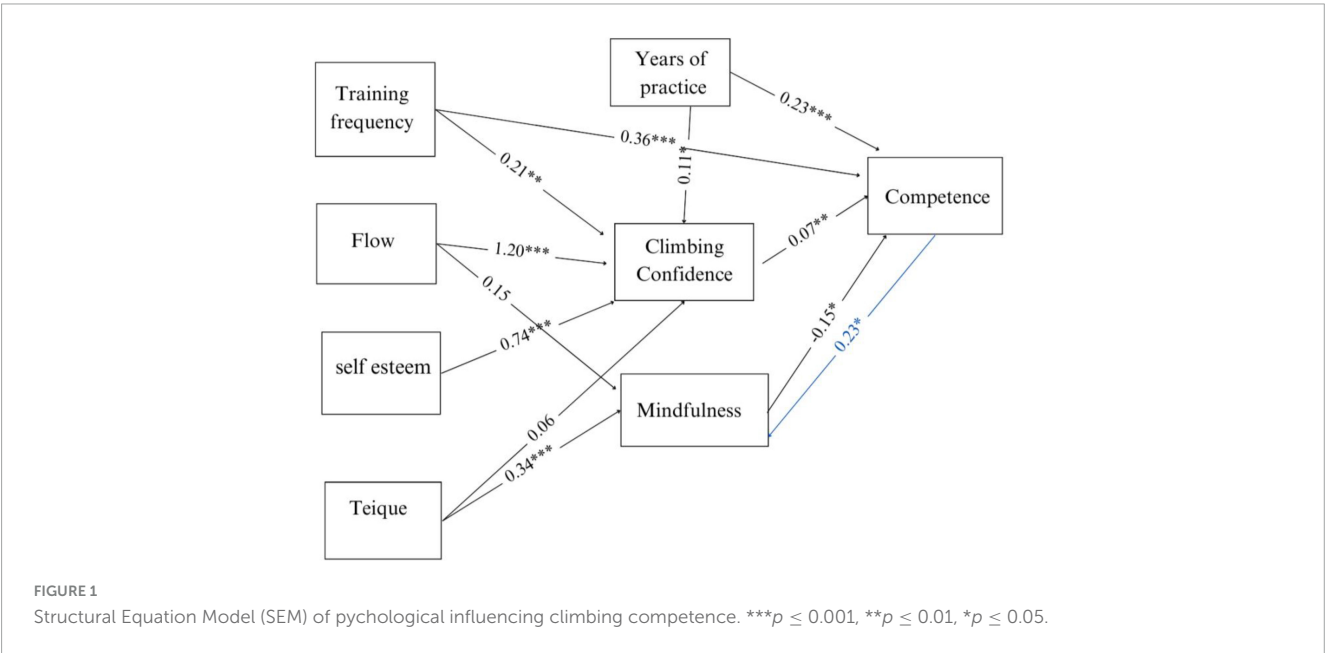 Years of
practice
Training
frequency
0.23***
0.36***
0.11*
0.21**
Competence
Flow
1.20***
Climbing
Confidence
0.07**
0.15
0.74***
self esteem
-0.15*
0.23*
Mindfulness
0.06
0.34***
Teique
FIGURE 1
Structural Equation Model (SEM) of pychological influencing climbing competence. ***p ≤ 0.001, **p ≤ 0.01, *p ≤ 0.05.